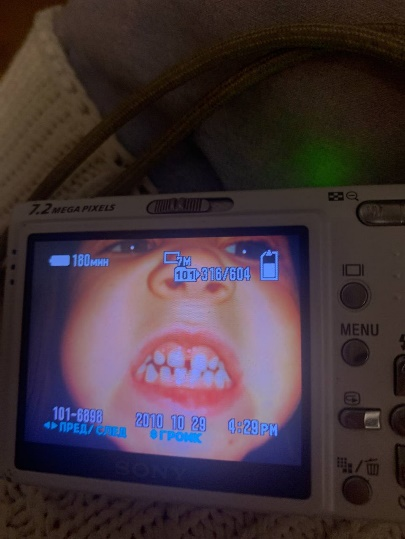 7.2 MEGA PIXELS
180мин
7M
101 316/604
MENU
101-6898
2010 10 29
4:29PM
ПРЕД/СЛЕД
ГРОМК
SONY